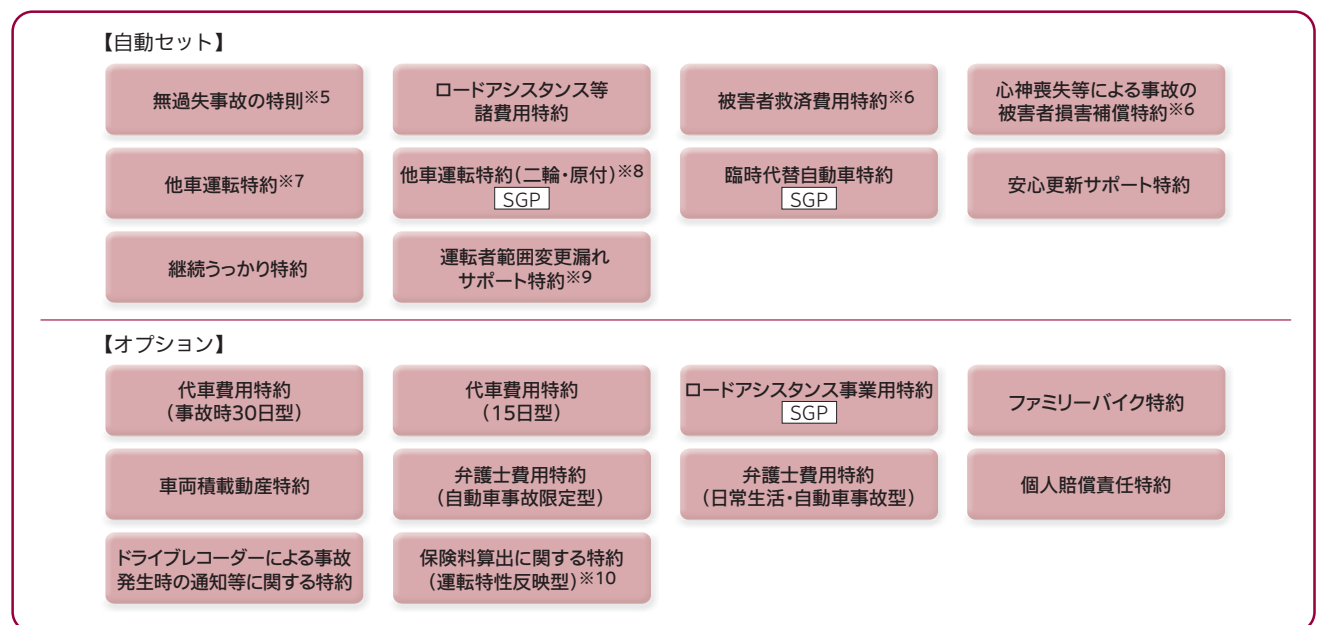 【自動セット】
無過失事故の特則※5
ロードアシスタンス等
諸費用特約
被害者救済費用特約※6
心神喪失等による事故の
被害者損害補償特約※6
他車運転特約※7
他車運転特約(二輪・原付)※8
SGP
臨時代替自動車特約
SGP
安心更新サポート特約
継続うっかり特約
運転者範囲変更漏れ
サポート特約※9
【オプション】
代車費用特約
(事故時30日型)
代車費用特約
(15日型)
ロードアシスタンス事業用特約
SGP
ファミリーバイク特約
車両積載動産特約
弁護士費用特約
(自動車事故限定型)
弁護士費用特約
(日常生活・自動車事故型)
個人賠償責任特約
ドライブレコーダーによる事故
発生時の通知等に関する特約
保険料算出に関する特約
(運転特性反映型)※10